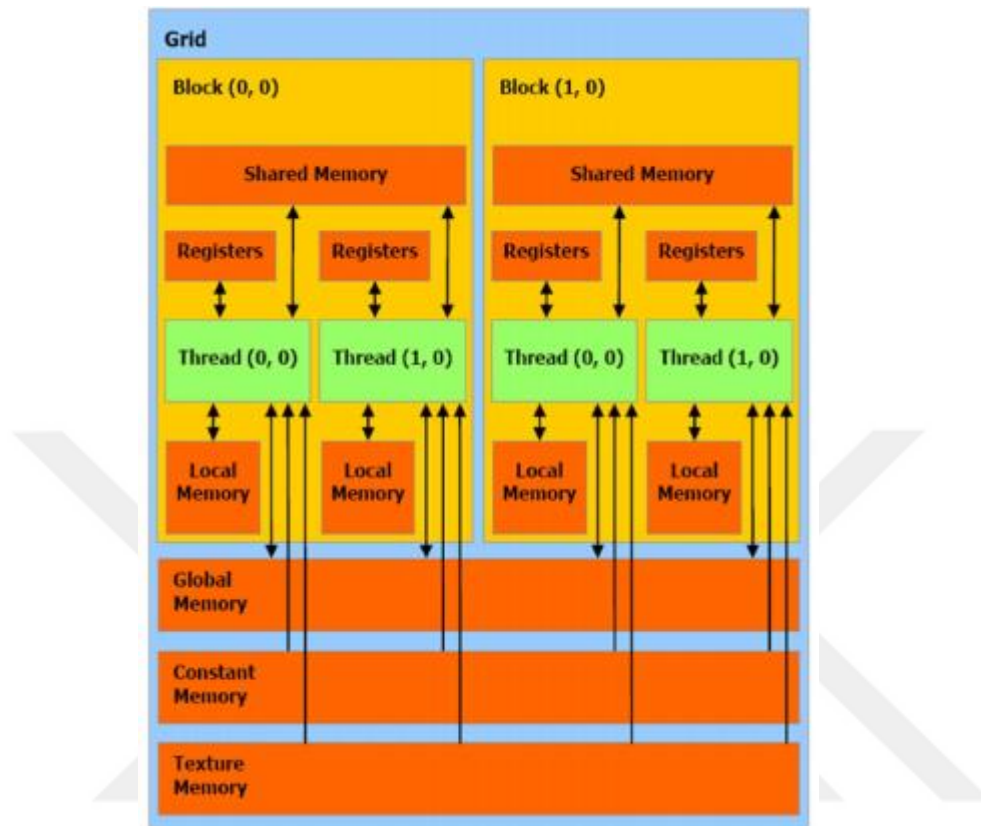 Grid
Block (0, 0)
Block (1, 0)
Shared Memory
Shared Memory
Registers
Registers
Registers
Registers
Thread (0, 0)
Thread (1, 0)
Thread (0, 0)
Thread (1, 0)
Local
Memory
Local
Memory
Local
Memory
Local
Memory
Global
Memory
Constant
Memory
Texture
Memory